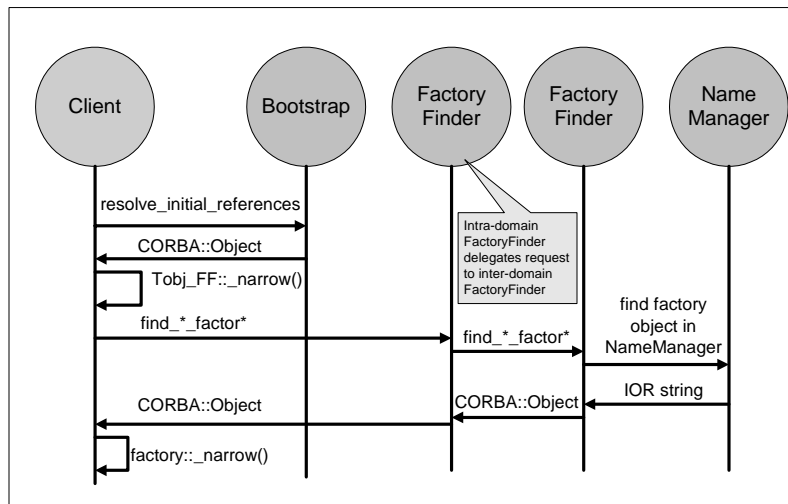 Client
Bootstrap
Factory
Finder
Factory
Finder
Name
Manager
resolve_initial_references
CORBA::Object
Tobj_FF::_narrow()
Intra-domain
FactoryFinder
delegates request
to inter-domain
FactoryFinder
find_*_factor*
find_*_factor*
find factory
object in
NameManager
IOR string
CORBA::Object
CORBA::Object
factory::_narrow()